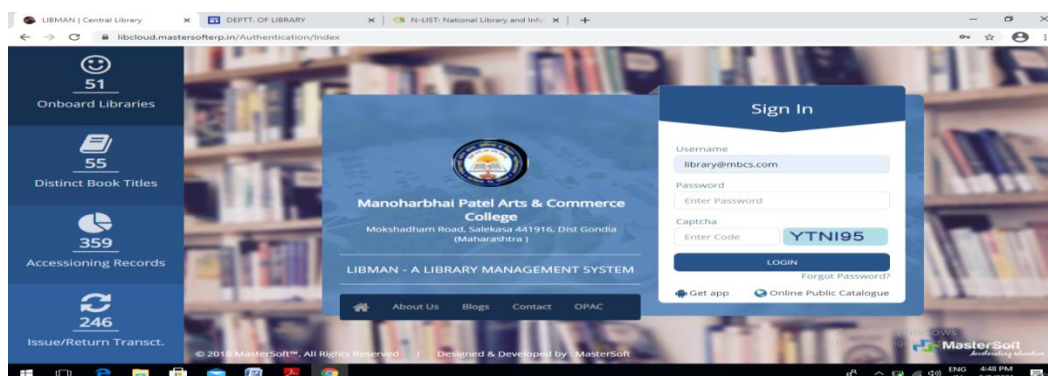 LIBMAN | Central Library
DEPTT. OF LIBRARY
N-LIST: National Library and Info
libcloud.mastersofterp.in/Authentication/Index
51
Onboard Libraries
55
Distinct Book Titles
359
Accessioning Records
246
Issue/Return Transct.
Manoharbhai Patel Arts & Commerce
College
Mokshadham Road, Salekasa 441916, Dist Gondia
(Maharashtra )
LIBMAN - A LIBRARY MANAGEMENT SYSTEM
About Us Blogs Contact OPAC
Sign In
Username
library@mbcs.com
Password
Enter Password
Captcha
Enter Code YTNI95
LOGIN
Forgot Password?
Get app Online Public Catalogue
© 2018 MasterSoft™. All Rights Reserved | Designed & Developed by : MasterSoft
MasterSoft
Accelerating education
ENG 4:48 PM